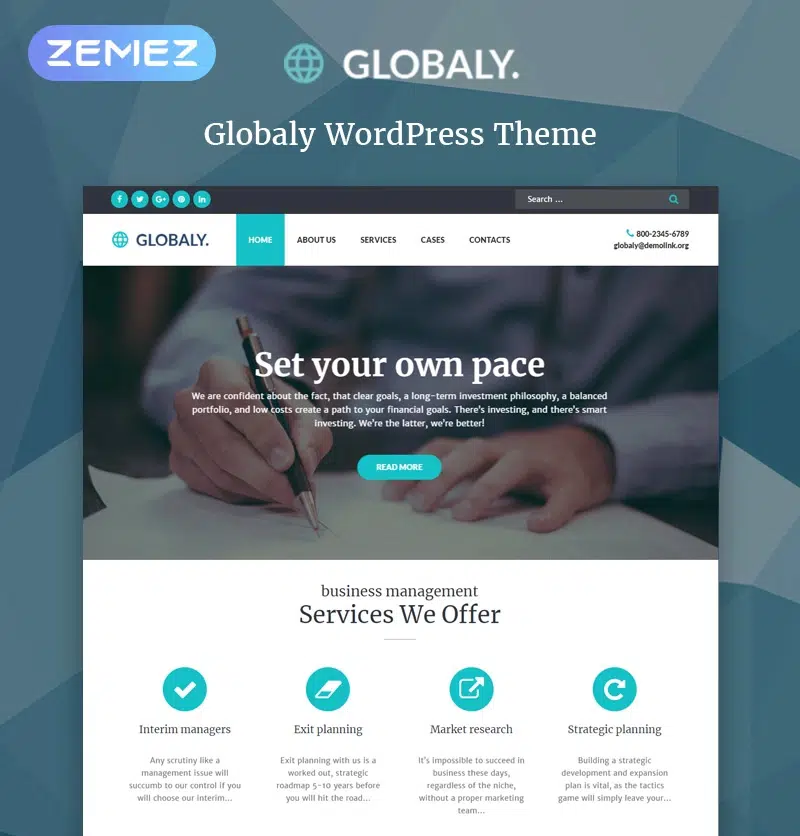 ZEMEZ
GLOBALY.
Globaly WordPress Theme
Search ...
GLOBALY.
HOME
ABOUT US
SERVICES
CASES
CONTACTS
800-2345-6789
globaly@demolink.org
Set your own pace
We are confident about the fact, that clear goals, a long-term investment philosophy, a balanced
portfolio, and low costs create a path to your financial goals. There's investing, and there's smart
investing. We're the latter, we're better!
READ MORE
business management
Services We Offer
Interim managers
Any scrutiny like a
management issue will
succumb to our control if you
will choose our interim...
Exit planning
Exit planning with us is a
worked out, strategic
roadmap 5-10 years before
you will hit the road...
Market research
It's impossible to succeed in
business these days,
regardless of the niche,
without a proper marketing
team...
Strategic planning
Building a strategic
development and expansion
plan is vital, as the tactics
game will simply leave your...